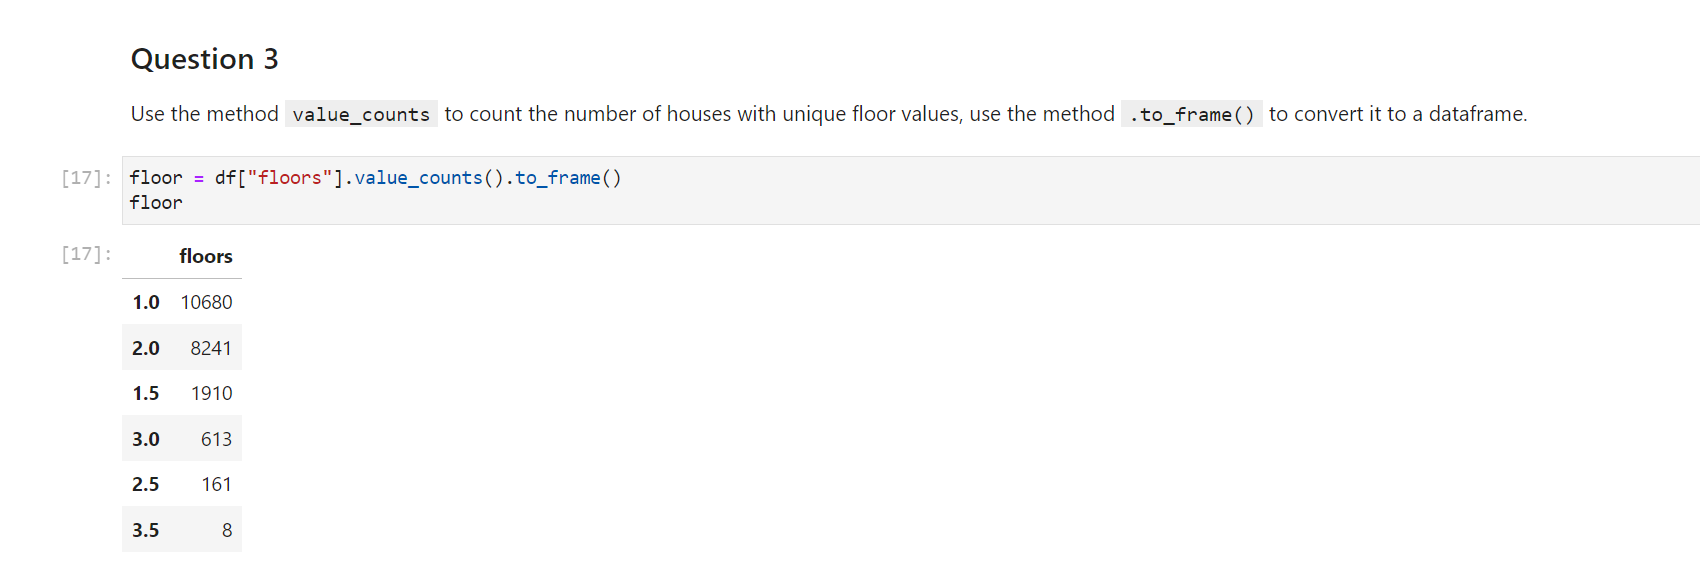 Question 3
Use the method value_counts to count the number of houses with unique floor values, use the method .to_frame() to convert it to a dataframe.
[17]: floor = df["floors"].value_counts().to_frame()
floor
[17]: floors
1.0 10680
2.0 8241
1.5 1910
3.0 613
2.5 161
3.5 8